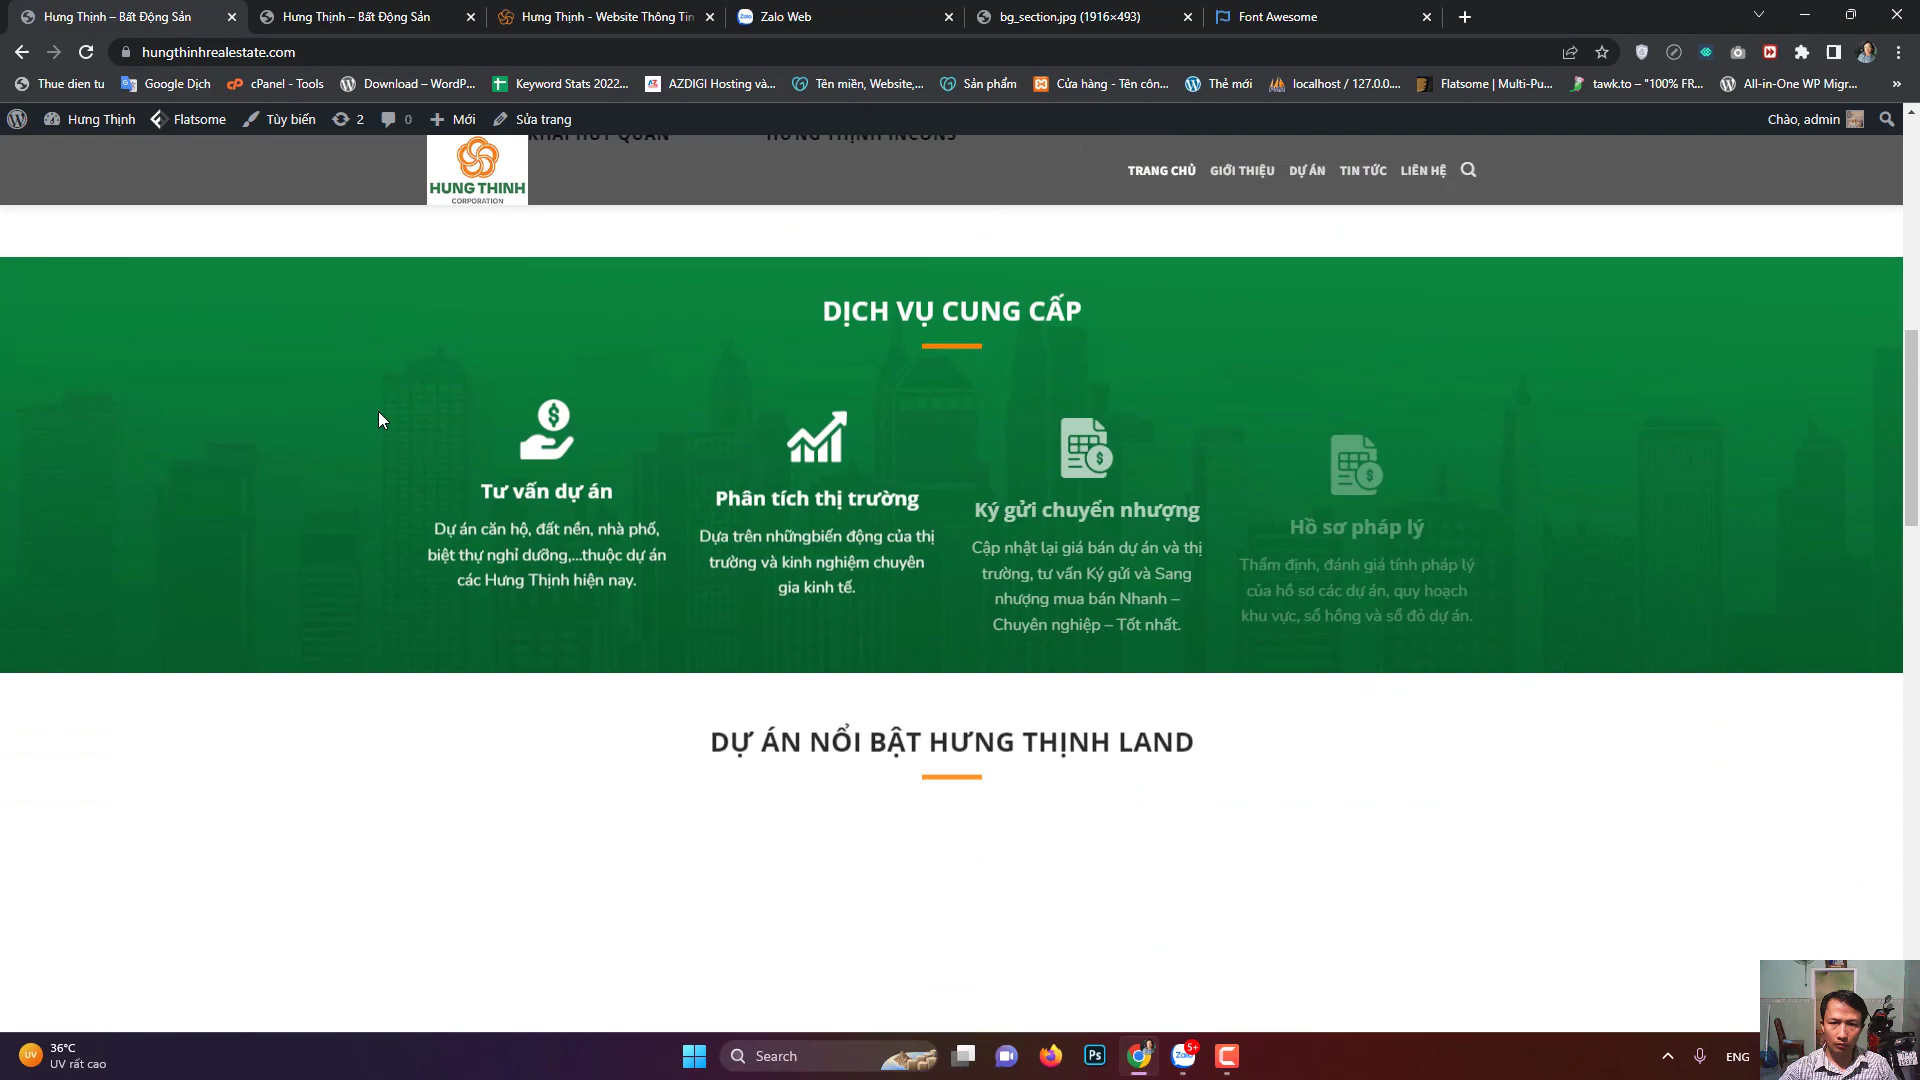 Hưng Thịnh – Bất Động Sản
Hưng Thịnh – Bất Động Sản
Hưng Thịnh - Website Thông Tin
Zalo Web
bg_section.jpg (1916×493)
Font Awesome
hungthinhrealestate.com
Thue dien tu
Google Dịch
cPanel - Tools
Download – WordP...
Keyword Stats 2022...
AZDIGI Hosting và...
Tên miền, Website,...
Sản phẩm
Cửa hàng - Tên côn...
Thẻ mới
localhost / 127.0.0....
Flatsome | Multi-Pu...
tawk.to – "100% FR...
All-in-One WP Migr...
»
Hưng Thịnh
Flatsome
Tùy biến
2
0
Mới
Sửa trang
Chào, admin
KHẢI HUY QUÂN
HƯNG THỊNH INCONS
HUNG THINH
CORPORATION
TRANG CHỦ
GIỚI THIỆU
DỰ ÁN
TIN TỨC
LIÊN HỆ
DỊCH VỤ CUNG CẤP
Tư vấn dự án
Dự án căn hộ, đất nền, nhà phố,
biệt thự nghỉ dưỡng,...thuộc dự án
các Hưng Thịnh hiện nay.
Phân tích thị trường
Dựa trên nhữngbiến động của thị
trường và kinh nghiệm chuyên
gia kinh tế.
Ký gửi chuyển nhượng
Cập nhật lại giá bán dự án và thị
trường, tư vấn Ký gửi và Sang
nhượng mua bán Nhanh –
Chuyên nghiệp – Tốt nhất.
Hồ sơ pháp lý
Thẩm định, đánh giá tính pháp lý
của hồ sơ các dự án, quy hoạch
khu vực, sổ hồng và sổ đỏ dự án.
DỰ ÁN NỔI BẬT HƯNG THỊNH LAND
UV
36°C
UV rất cao
Search
Ps
Zalo
5+
ENG